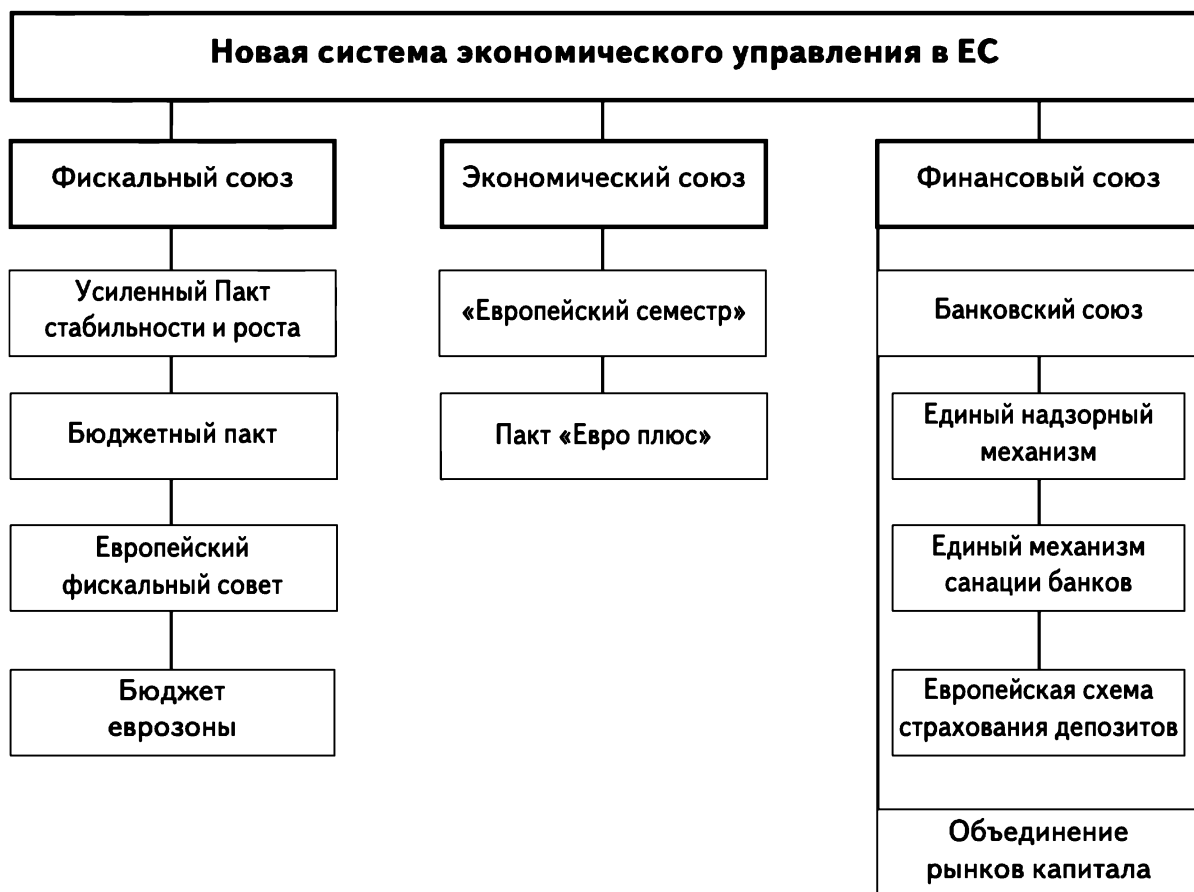 Новая система экономического управления в ЕС
Фискальный союз
Экономический союз
Финансовый союз
Усиленный Пакт
стабильности и роста
«Европейский семестр»
Банковский союз
Бюджетный пакт
Пакт «Евро плюс»
Единый надзорный
механизм
Европейский
фискальный совет
Единый механизм
санации банков
Бюджет
еврозоны
Европейская схема
страхования депозитов
Объединение
рынков капитала